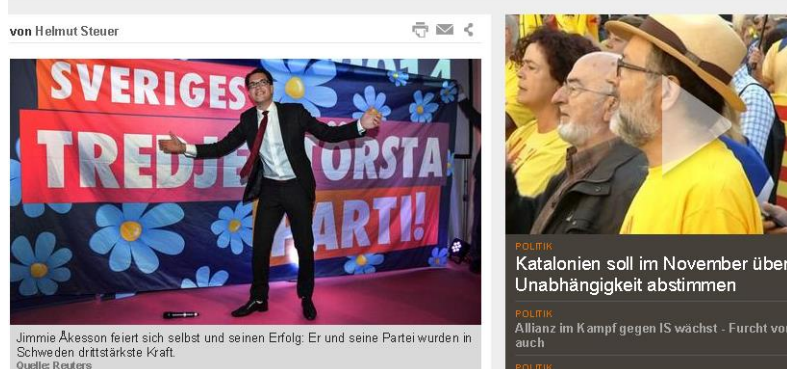 von Helmut Steuer
2014
SVERIGES
TREDJE STÖRSTA
PARTI!
Jimmie Åkesson feiert sich selbst und seinen Erfolg: Er und seine Partei wurden in
Schweden drittstärkste Kraft.
Quelle: Reuters
POLITIK
Katalonien soll im November über
Unabhängigkeit abstimmen
POLITIK
Allianz im Kampf gegen IS wächst - Furcht vor
auch
POLITIK